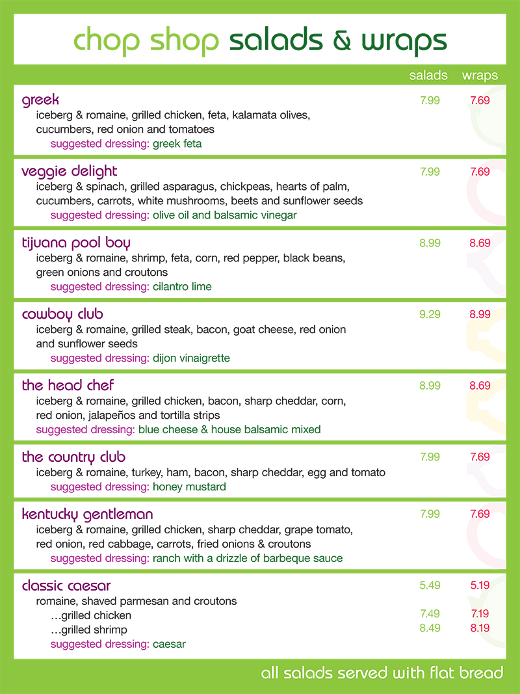 chop shop salads & wraps
salads wraps
greek 7.99 7.69
iceberg & romaine, grilled chicken, feta, kalamata olives,
cucumbers, red onion and tomatoes
suggested dressing: greek feta
veggie delight 7.99 7.69
iceberg & spinach, grilled asparagus, chickpeas, hearts of palm,
cucumbers, carrots, white mushrooms, beets and sunflower seeds
suggested dressing: olive oil and balsamic vinegar
tijuana pool boy 8.99 8.69
iceberg & romaine, shrimp, feta, corn, red pepper, black beans,
green onions and croutons
suggested dressing: cilantro lime
cowboy club 9.29 8.99
iceberg & romaine, grilled steak, bacon, goat cheese, red onion
and sunflower seeds
suggested dressing: dijon vinaigrette
the head chef 8.99 8.69
iceberg & romaine, grilled chicken, bacon, sharp cheddar, corn,
red onion, jalapeños and tortilla strips
suggested dressing: blue cheese & house balsamic mixed
the country club 7.99 7.69
iceberg & romaine, turkey, ham, bacon, sharp cheddar, egg and tomato
suggested dressing: honey mustard
kentucky gentleman 7.99 7.69
iceberg & romaine, grilled chicken, sharp cheddar, grape tomato,
red onion, red cabbage, carrots, fried onions & croutons
suggested dressing: ranch with a drizzle of barbeque sauce
classic caesar 5.49 5.19
romaine, shaved parmesan and croutons
...grilled chicken 7.49 7.19
...grilled shrimp 8.49 8.19
suggested dressing: caesar
all salads served with flat bread